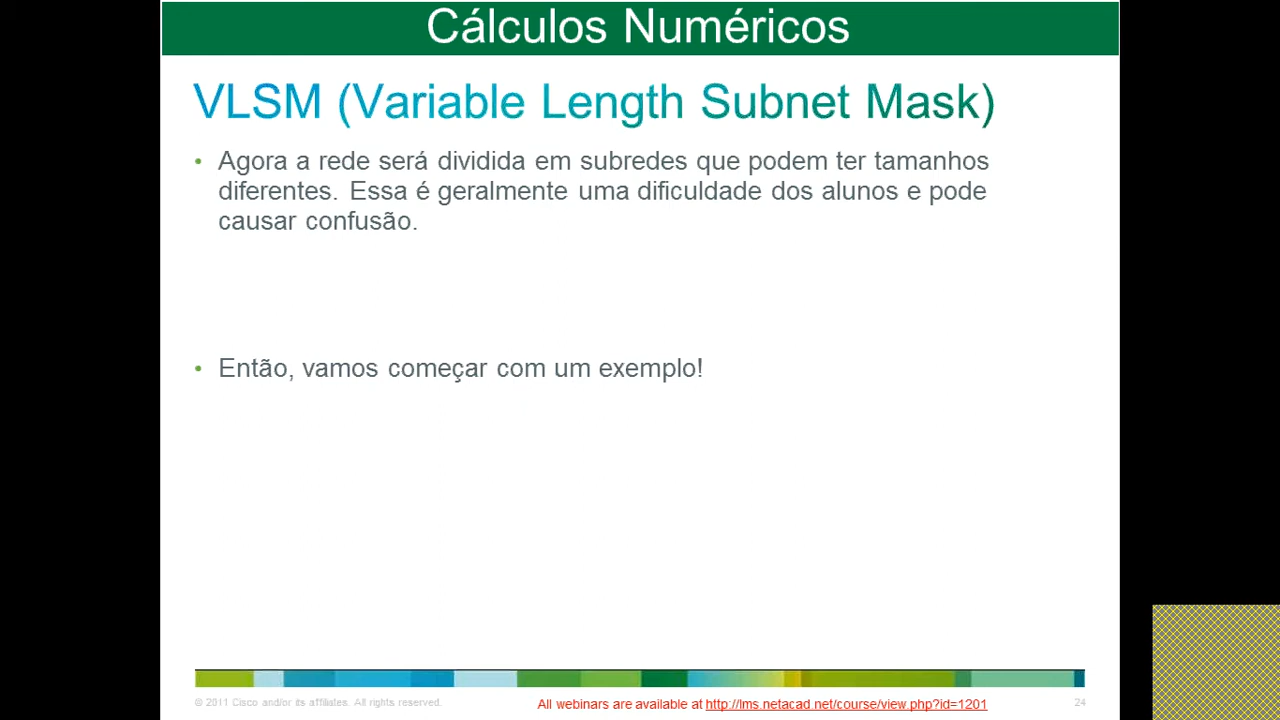 Cálculos Numéricos
VLSM (Variable Length Subnet Mask)
• Agora a rede será dividida em subredes que podem ter tamanhos
diferentes. Essa é geralmente uma dificuldade dos alunos e pode
causar confusão.
• Então, vamos começar com um exemplo!
© 2011 Cisco and/or its affiliates. All rights reserved.
All webinars are available at http://lms.netacad.net/course/view.php?id=1201
24